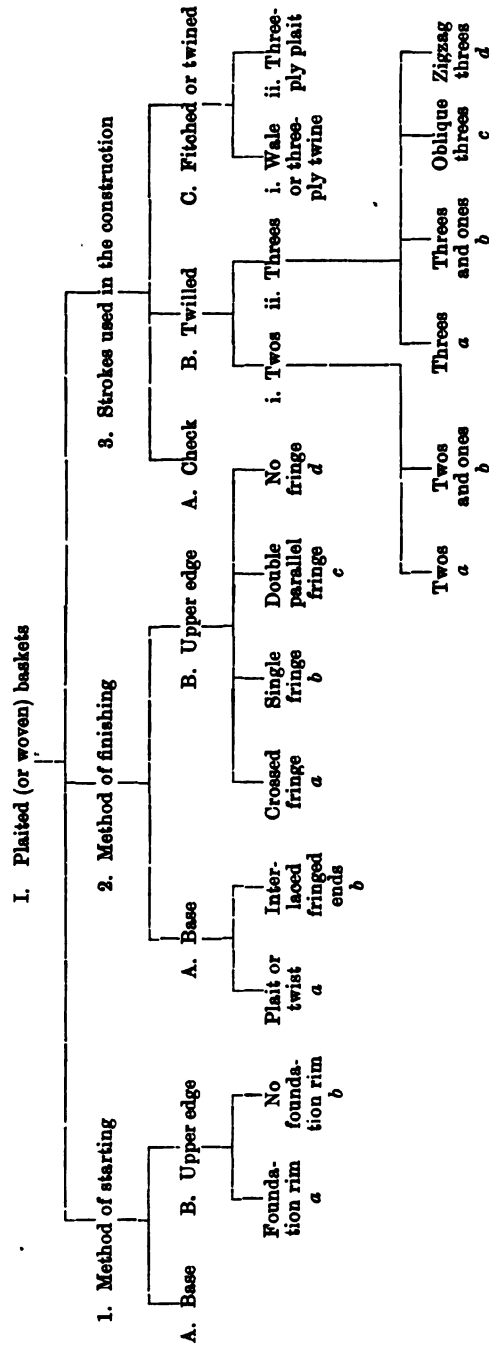 I. Plaited (or woven) baskets
1. Method of starting
2. Method of finishing
3. Strokes used in the construction
A. Base
B. Upper edge
A. Base
B. Upper edge
A. Check
B. Twilled
C. Fitched or twined
Founda-
tion rim
a
No
founda-
tion rim
b
Plait or
twist
a
Inter-
laced
fringed
ends
b
Crossed
fringe
a
Single
fringe
b
Double
parallel
fringe
c
No
fringe
d
i. Twos
ii. Threes
i. Wale
or three-
ply twine
ii. Three-
ply plait
Twos
a
Twos
and ones
b
Threes
a
Threes
and ones
b
Oblique
threes
c
Zigzag
threes
d